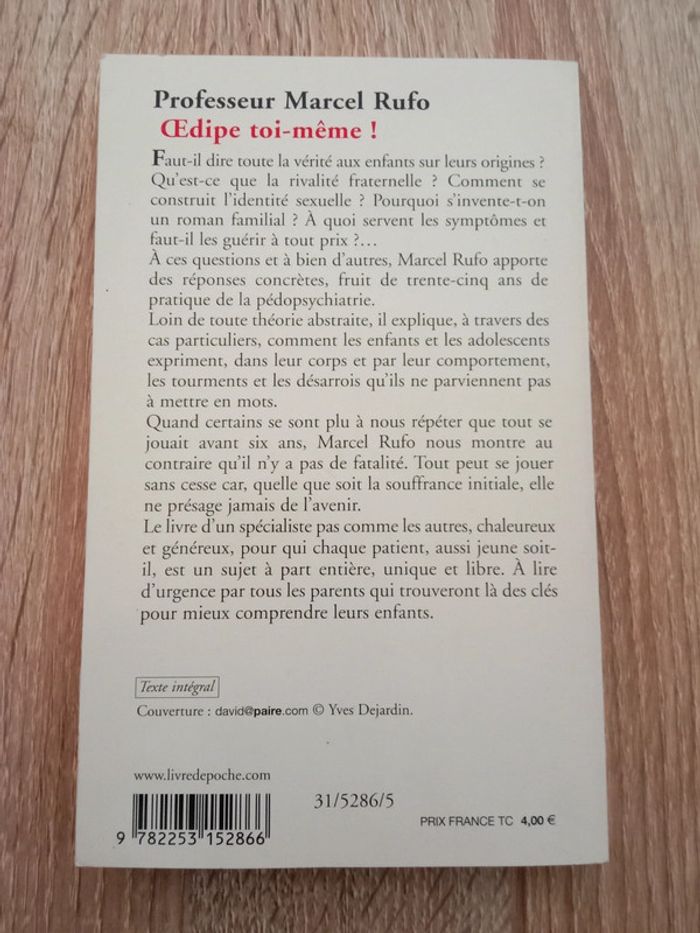 Professeur Marcel Rufo
Œdipe toi-même !
Faut-il dire toute la vérité aux enfants sur leurs origines ?
Qu'est-ce que la rivalité fraternelle ? Comment se
construit l'identité sexuelle ? Pourquoi s'invente-t-on
un roman familial ? À quoi servent les symptômes et
faut-il les guérir à tout prix ?…
À ces questions et à bien d'autres, Marcel Rufo apporte
des réponses concrètes, fruit de trente-cinq ans de
pratique de la pédopsychiatrie.
Loin de toute théorie abstraite, il explique, à travers des
cas particuliers, comment les enfants et les adolescents
expriment, dans leur corps et par leur comportement,
les tourments et les désarrois qu'ils ne parviennent pas
à mettre en mots.
Quand certains se sont plu à nous répéter que tout se
jouait avant six ans, Marcel Rufo nous montre au
contraire qu'il n'y a pas de fatalité. Tout peut se jouer
sans cesse car, quelle que soit la souffrance initiale, elle
ne présage jamais de l'avenir.
Le livre d'un spécialiste pas comme les autres, chaleureux
et généreux, pour qui chaque patient, aussi jeune soit-
il, est un sujet à part entière, unique et libre. À lire
d'urgence par tous les parents qui trouveront là des clés
pour mieux comprendre leurs enfants.
Texte intégral
Couverture : david@paire.com © Yves Dejardin.
www.livredepoche.com
31/5286/5
PRIX FRANCE TC 4,00 €
9 782253 152866